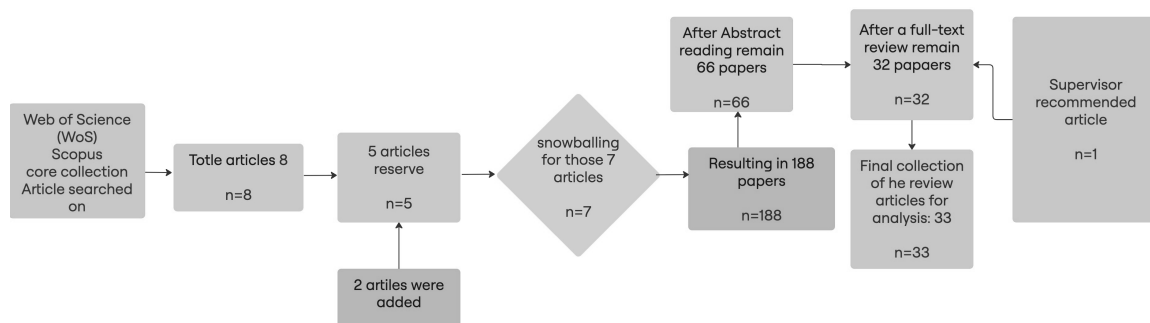 Web of Science
(WoS)
Scopus
core collection
Article searched
on
Totle articles 8
n=8
5 articles
reserve
n=5
2 artiles were
added
snowballing
for those 7
articles
n=7
Resulting in 188
papers
n=188
After Abstract
reading remain
66 papers
n=66
After a full-text
review remain
32 papaers
n=32
Supervisor
recommended
article
n=1
Final collection
of he review
articles for
analysis: 33
n=33